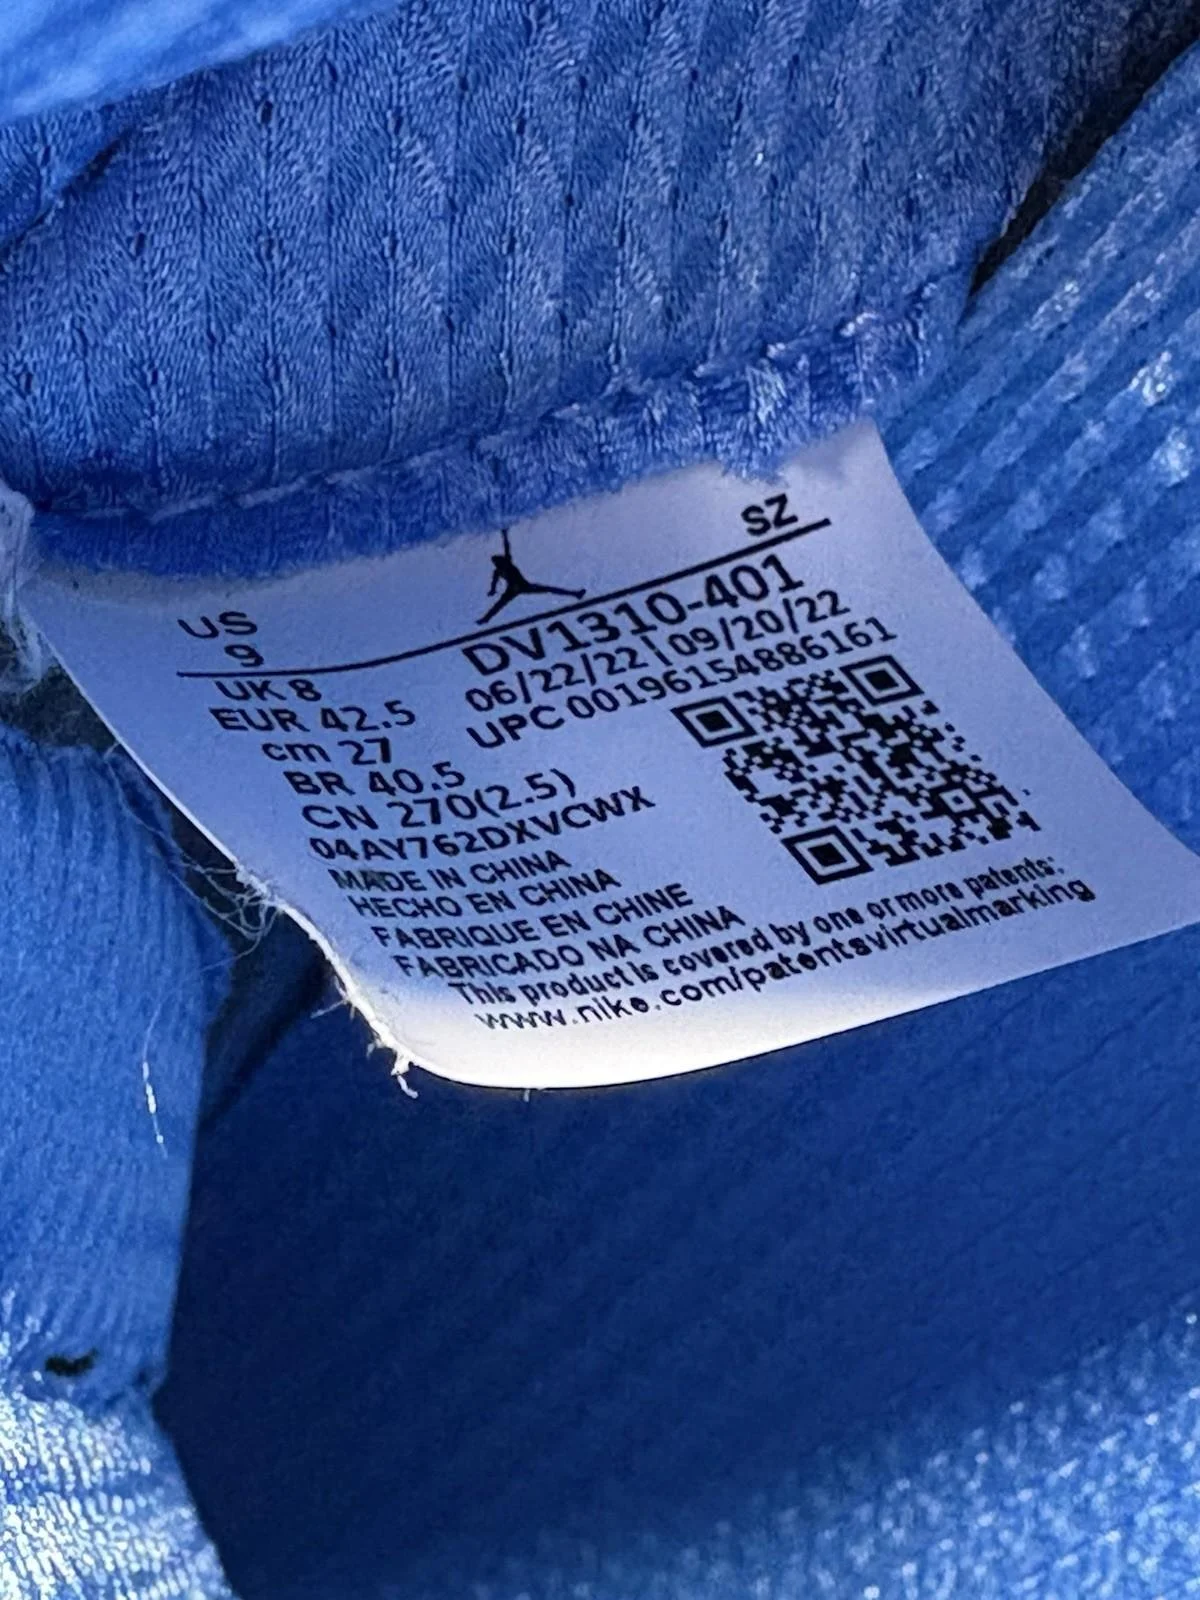 US
9
SZ
DV1310-401
06/22/22 | 09/20/22
UPC 00196154886161
UK 8
EUR 42.5
cm 27
BR 40.5
CN 270(2.5)
04AY762DXVCWX
MADE IN CHINA
HECHO EN CHINA
FABRIQUE EN CHINE
FABRICADO NA CHINA
This product is covered by one or more patents:
www.nike.com/patentsvirtualmarking